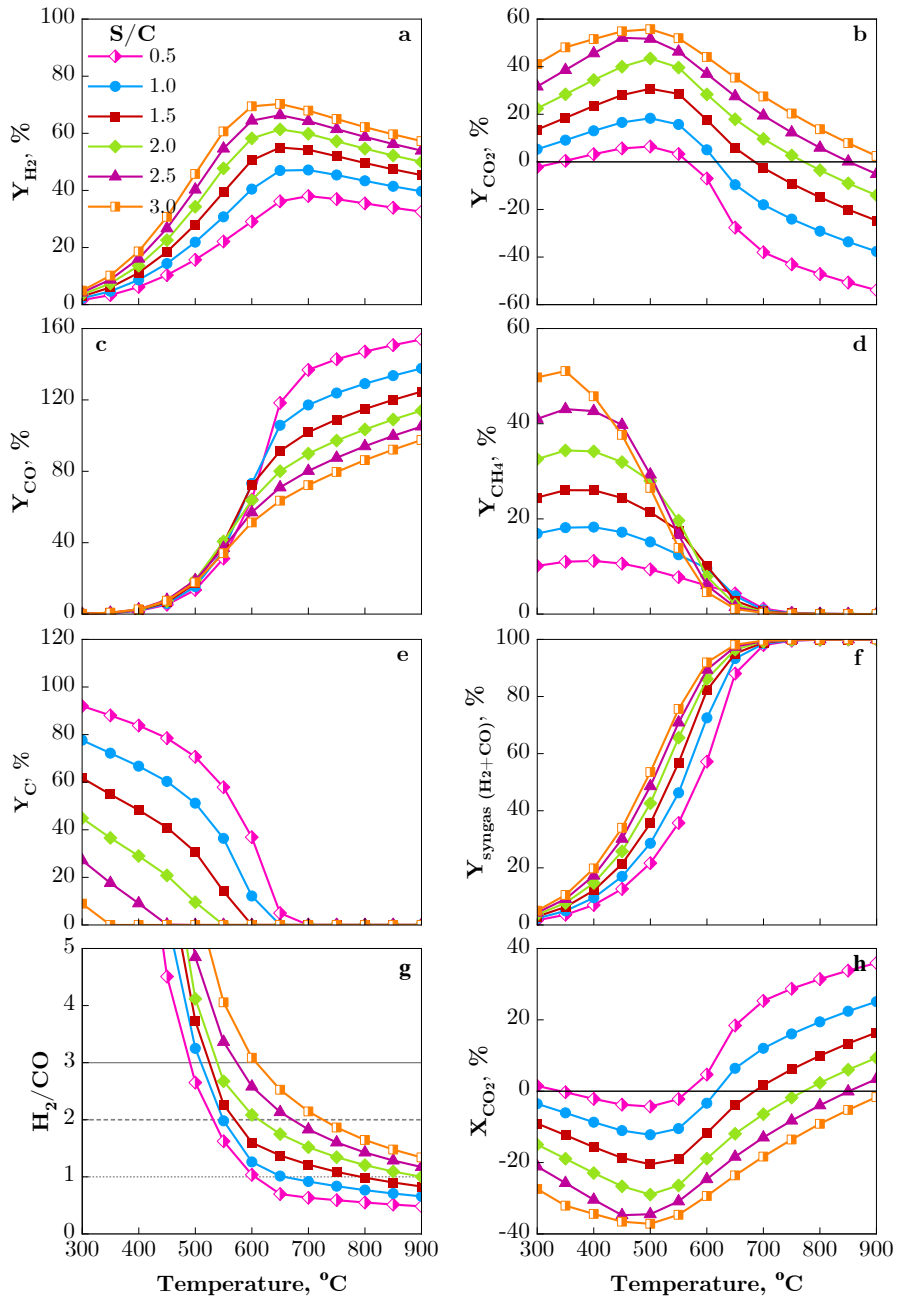 S/C
0.5
1.0
1.5
2.0
2.5
3.0
a
Y_H2, %
100
80
60
40
20
0
b
Y_CO2, %
60
40
20
0
-20
-40
-60
c
Y_CO, %
160
120
80
40
0
d
Y_CH4, %
60
40
20
0
e
Y_C, %
120
100
80
60
40
20
0
f
Y_syngas (H2+CO), %
100
80
60
40
20
0
g
H2/CO
5
4
3
2
1
0
300 400 500 600 700 800 900
Temperature, °C
h
X_CO2, %
40
20
0
-20
-40
300 400 500 600 700 800 900
Temperature, °C